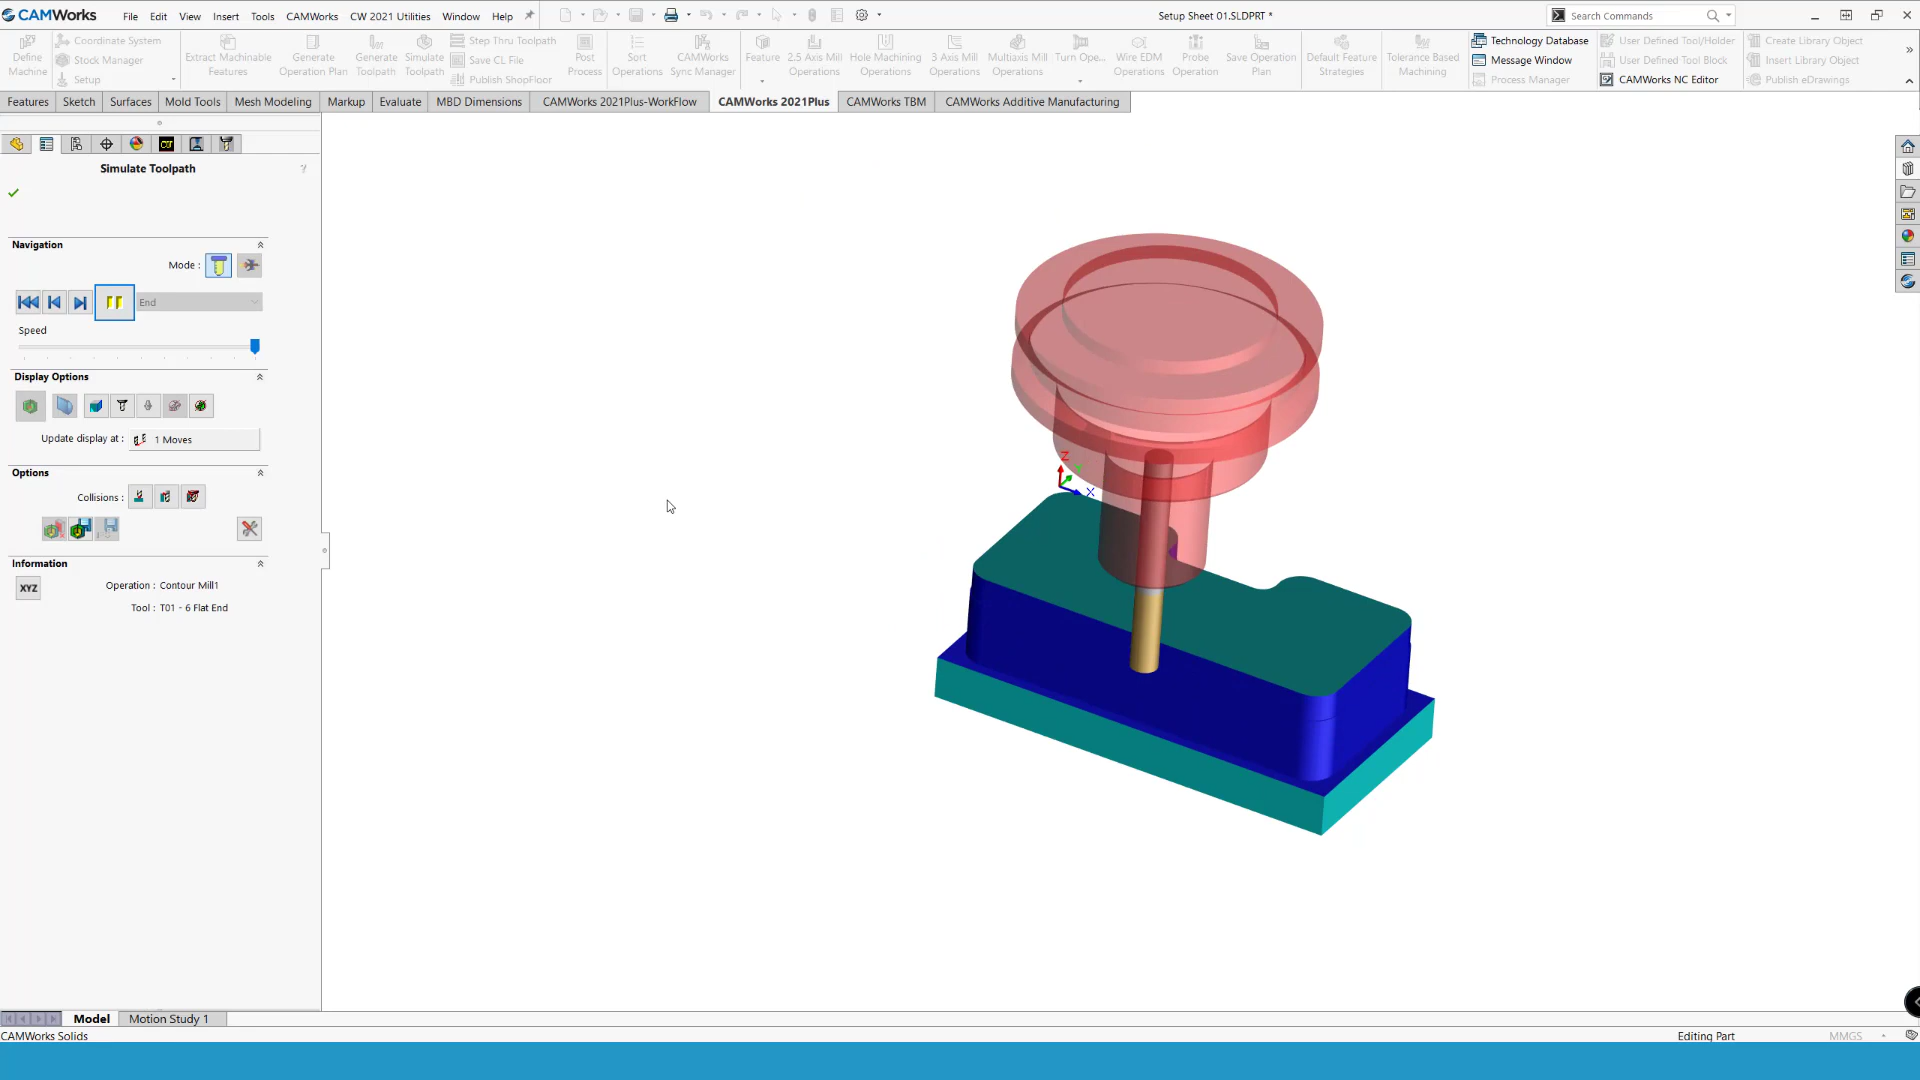 CAMWorks File Edit View Insert Tools CAMWorks CW 2021 Utilities Window Help Setup Sheet 01.SLDPRT * Search Commands
Define Machine
Coordinate System
Stock Manager
Setup
Extract Machinable Features
Generate Operation Plan
Generate Toolpath
Simulate Toolpath
Step Thru Toolpath
Save CL File
Publish ShopFloor
Post Process
Sort Operations
CAMWorks Sync Manager
Feature
2.5 Axis Mill Operations
Hole Machining Operations
3 Axis Mill Operations
Multiaxis Mill Operations
Turn Ope...
Wire EDM Operations
Probe Operation
Save Operation Plan
Default Feature Strategies
Tolerance Based Machining
Technology Database
Message Window
Process Manager
User Defined Tool/Holder
User Defined Tool Block
CAMWorks NC Editor
Create Library Object
Insert Library Object
Publish eDrawings
Features Sketch Surfaces Mold Tools Mesh Modeling Markup Evaluate MBD Dimensions CAMWorks 2021Plus-WorkFlow CAMWorks 2021Plus CAMWorks TBM CAMWorks Additive Manufacturing
Simulate Toolpath ?
Navigation
Mode :
End
Speed
Display Options
Update display at : 1 Moves
Options
Collisions :
Information
XYZ Operation : Contour Mill1
Tool : T01 - 6 Flat End
Z
X
Model Motion Study 1
CAMWorks Solids Editing Part MMGS